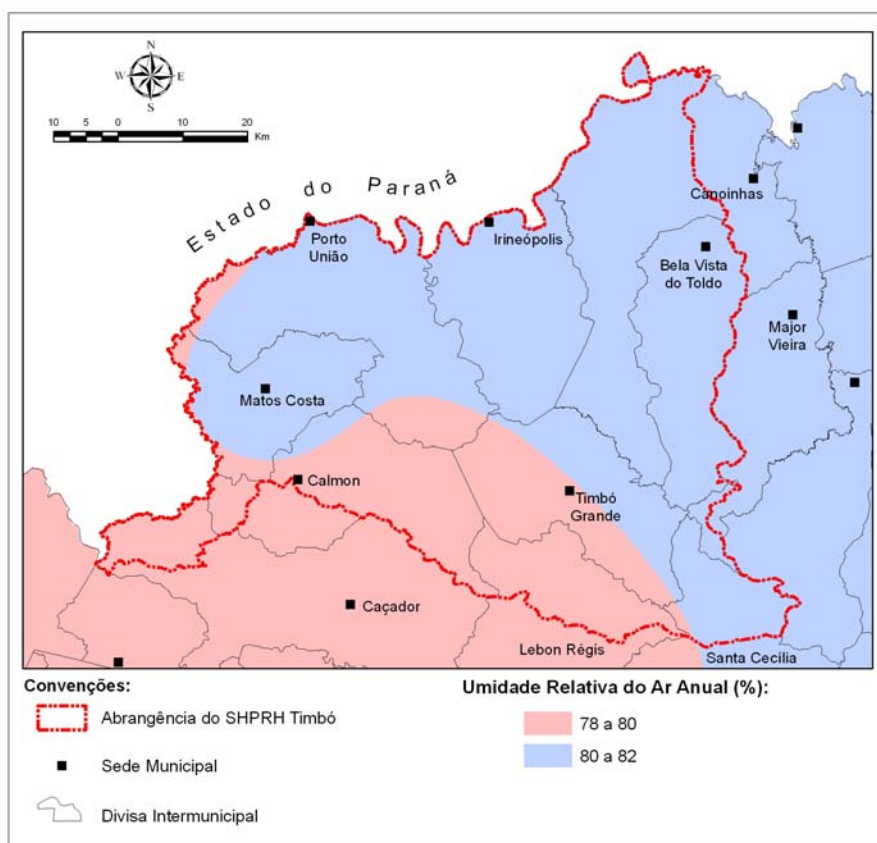 N
W E
S
10 5 0 10 20
Km
Estado do Paraná
Canoinhas
Porto
União
Irineópolis
Bela Vista
do Toldo
Major
Vieira
Matos Costa
Calmon
Timbó
Grande
Caçador
Lebon Régis
Santa Cecília
Convenções:
Abrangência do SHPRH Timbó
Sede Municipal
Divisa Intermunicipal
Umidade Relativa do Ar Anual (%):
78 a 80
80 a 82